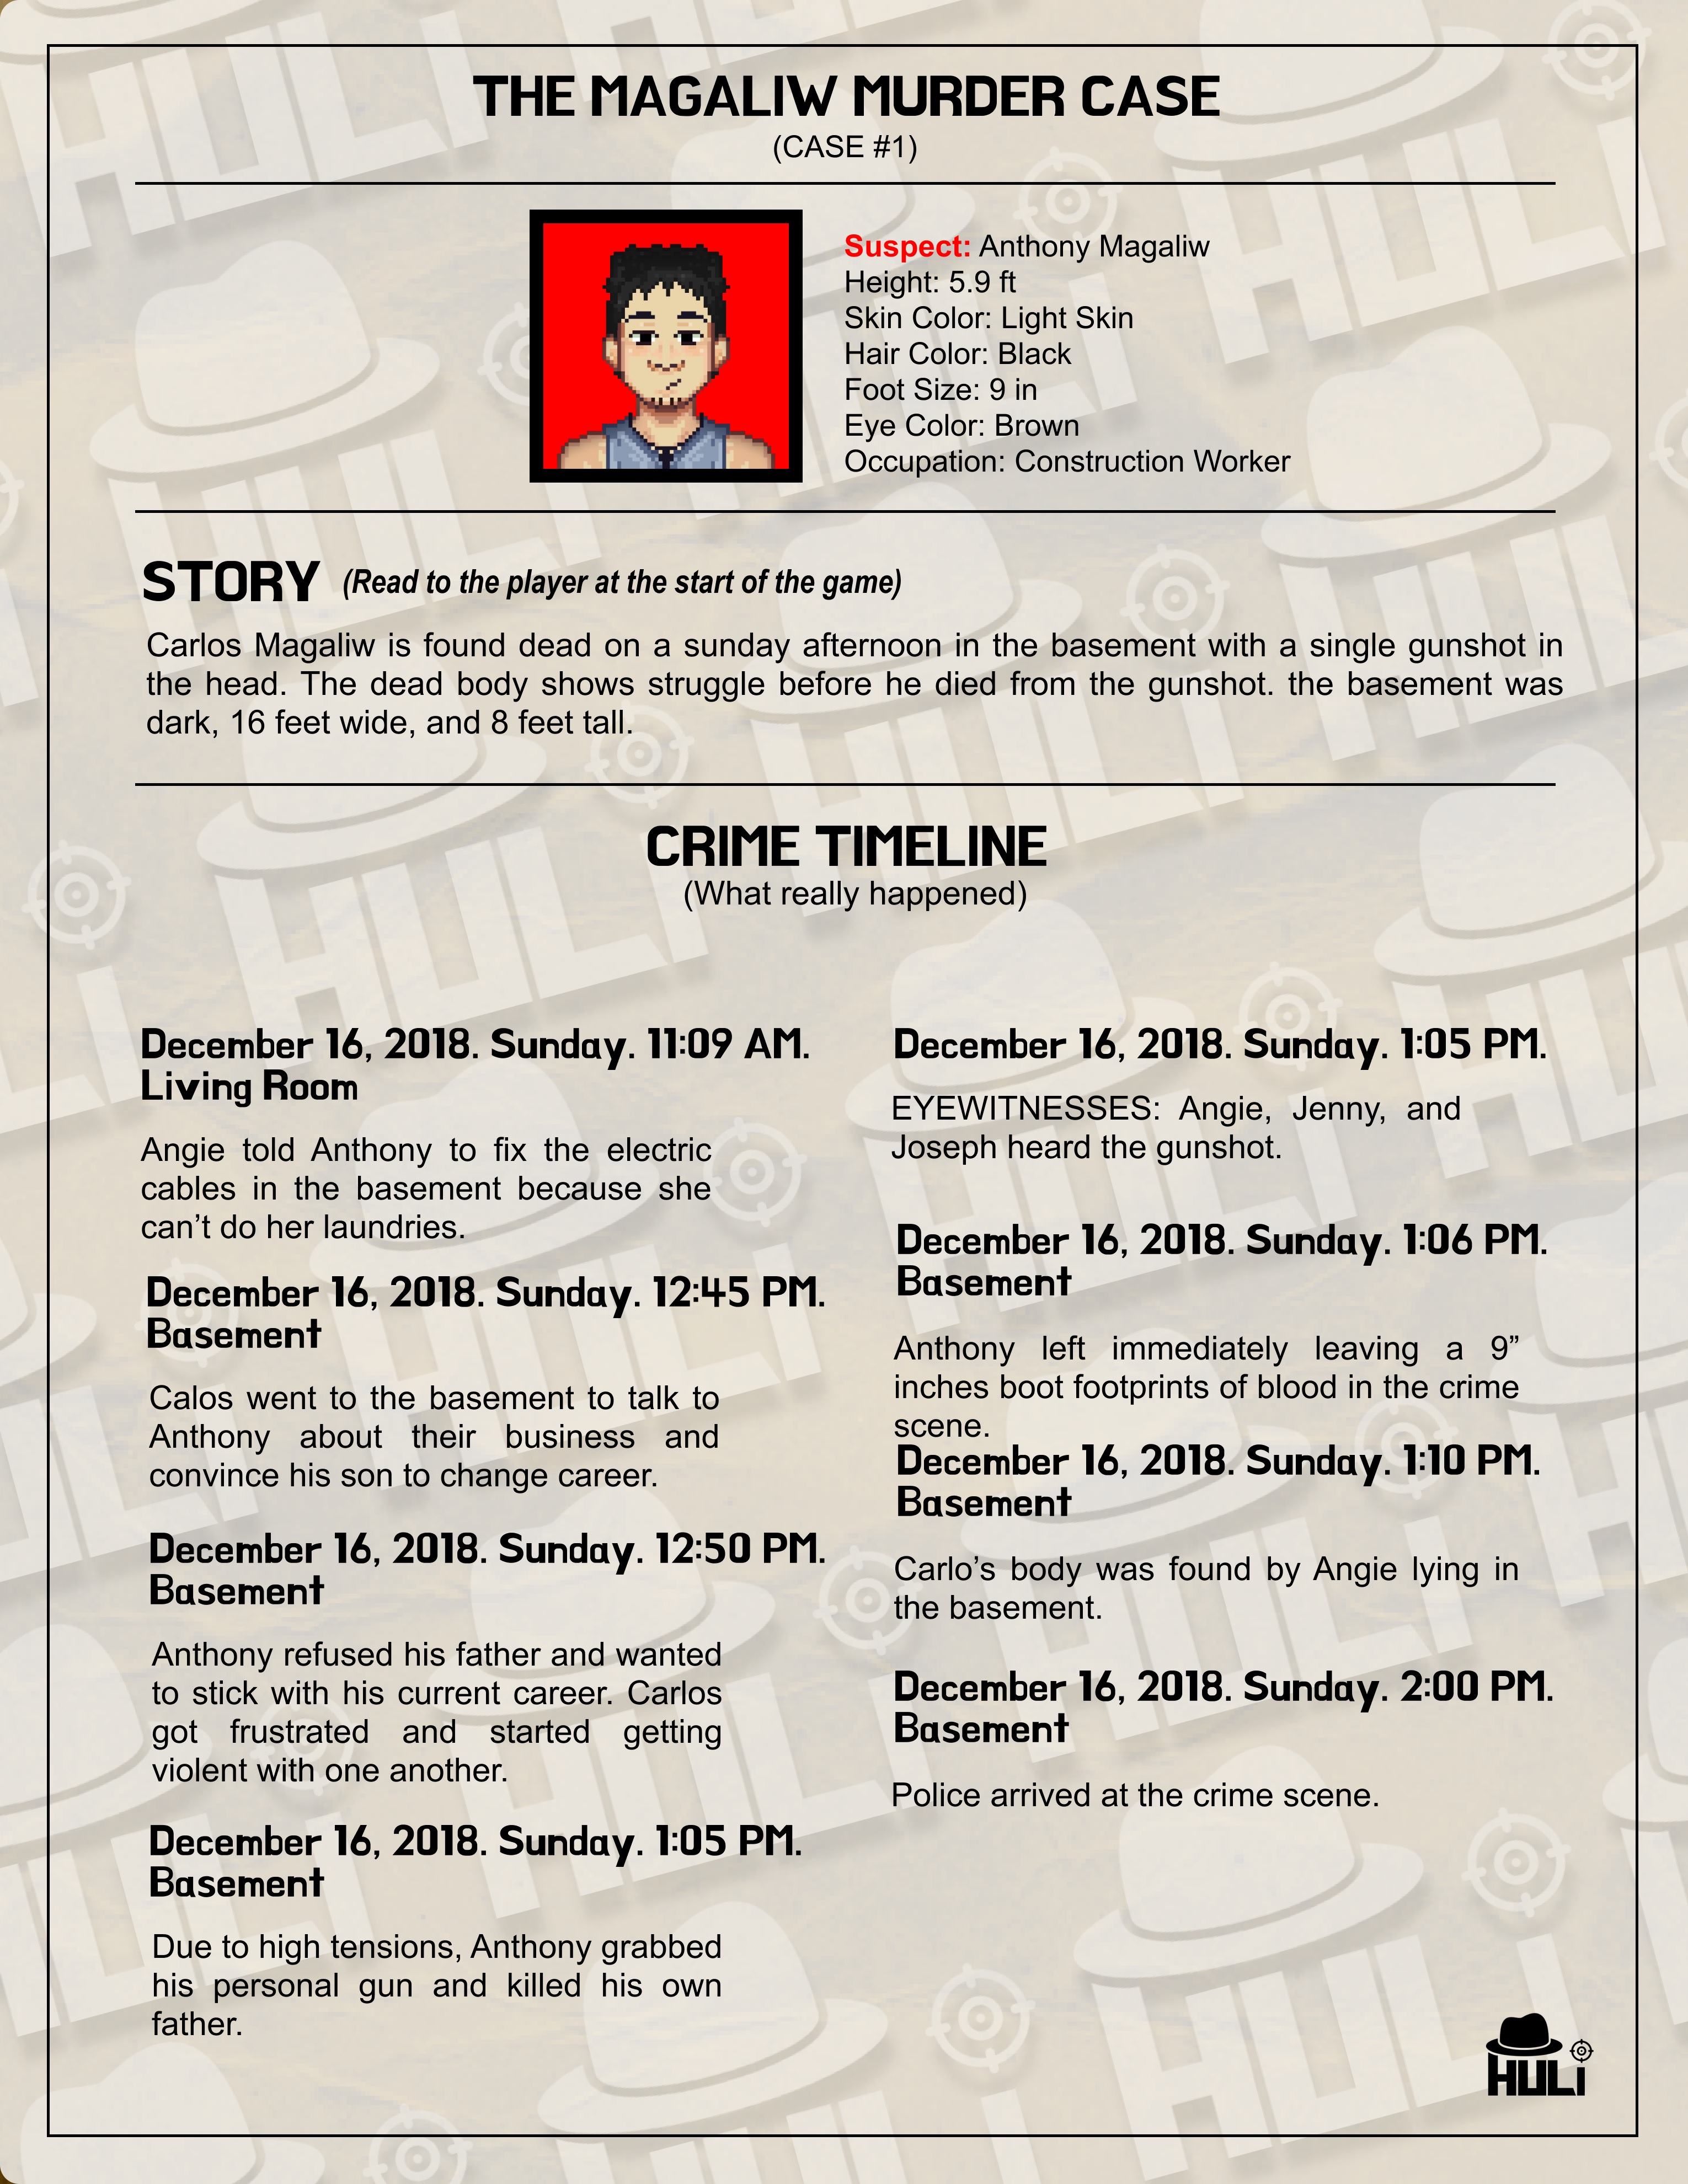 THE MAGALIW MURDER CASE
(CASE #1)
Suspect: Anthony Magaliw
Height: 5.9 ft
Skin Color: Light Skin
Hair Color: Black
Foot Size: 9 in
Eye Color: Brown
Occupation: Construction Worker
STORY (Read to the player at the start of the game)
Carlos Magaliw is found dead on a sunday afternoon in the basement with a single gunshot in
the head. The dead body shows struggle before he died from the gunshot. the basement was
dark, 16 feet wide, and 8 feet tall.
CRIME TIMELINE
(What really happened)
December 16, 2018. Sunday. 11:09 AM.
Living Room
Angie told Anthony to fix the electric
cables in the basement because she
can’t do her laundries.
December 16, 2018. Sunday. 12:45 PM.
Basement
Calos went to the basement to talk to
Anthony about their business and
convince his son to change career.
December 16, 2018. Sunday. 12:50 PM.
Basement
Anthony refused his father and wanted
to stick with his current career. Carlos
got frustrated and started getting
violent with one another.
December 16, 2018. Sunday. 1:05 PM.
Basement
Due to high tensions, Anthony grabbed
his personal gun and killed his own
father.
December 16, 2018. Sunday. 1:05 PM.
EYEWITNESSES: Angie, Jenny, and
Joseph heard the gunshot.
December 16, 2018. Sunday. 1:06 PM.
Basement
Anthony left immediately leaving a 9”
inches boot footprints of blood in the crime
scene.
December 16, 2018. Sunday. 1:10 PM.
Basement
Carlo’s body was found by Angie lying in
the basement.
December 16, 2018. Sunday. 2:00 PM.
Basement
Police arrived at the crime scene.
HULi